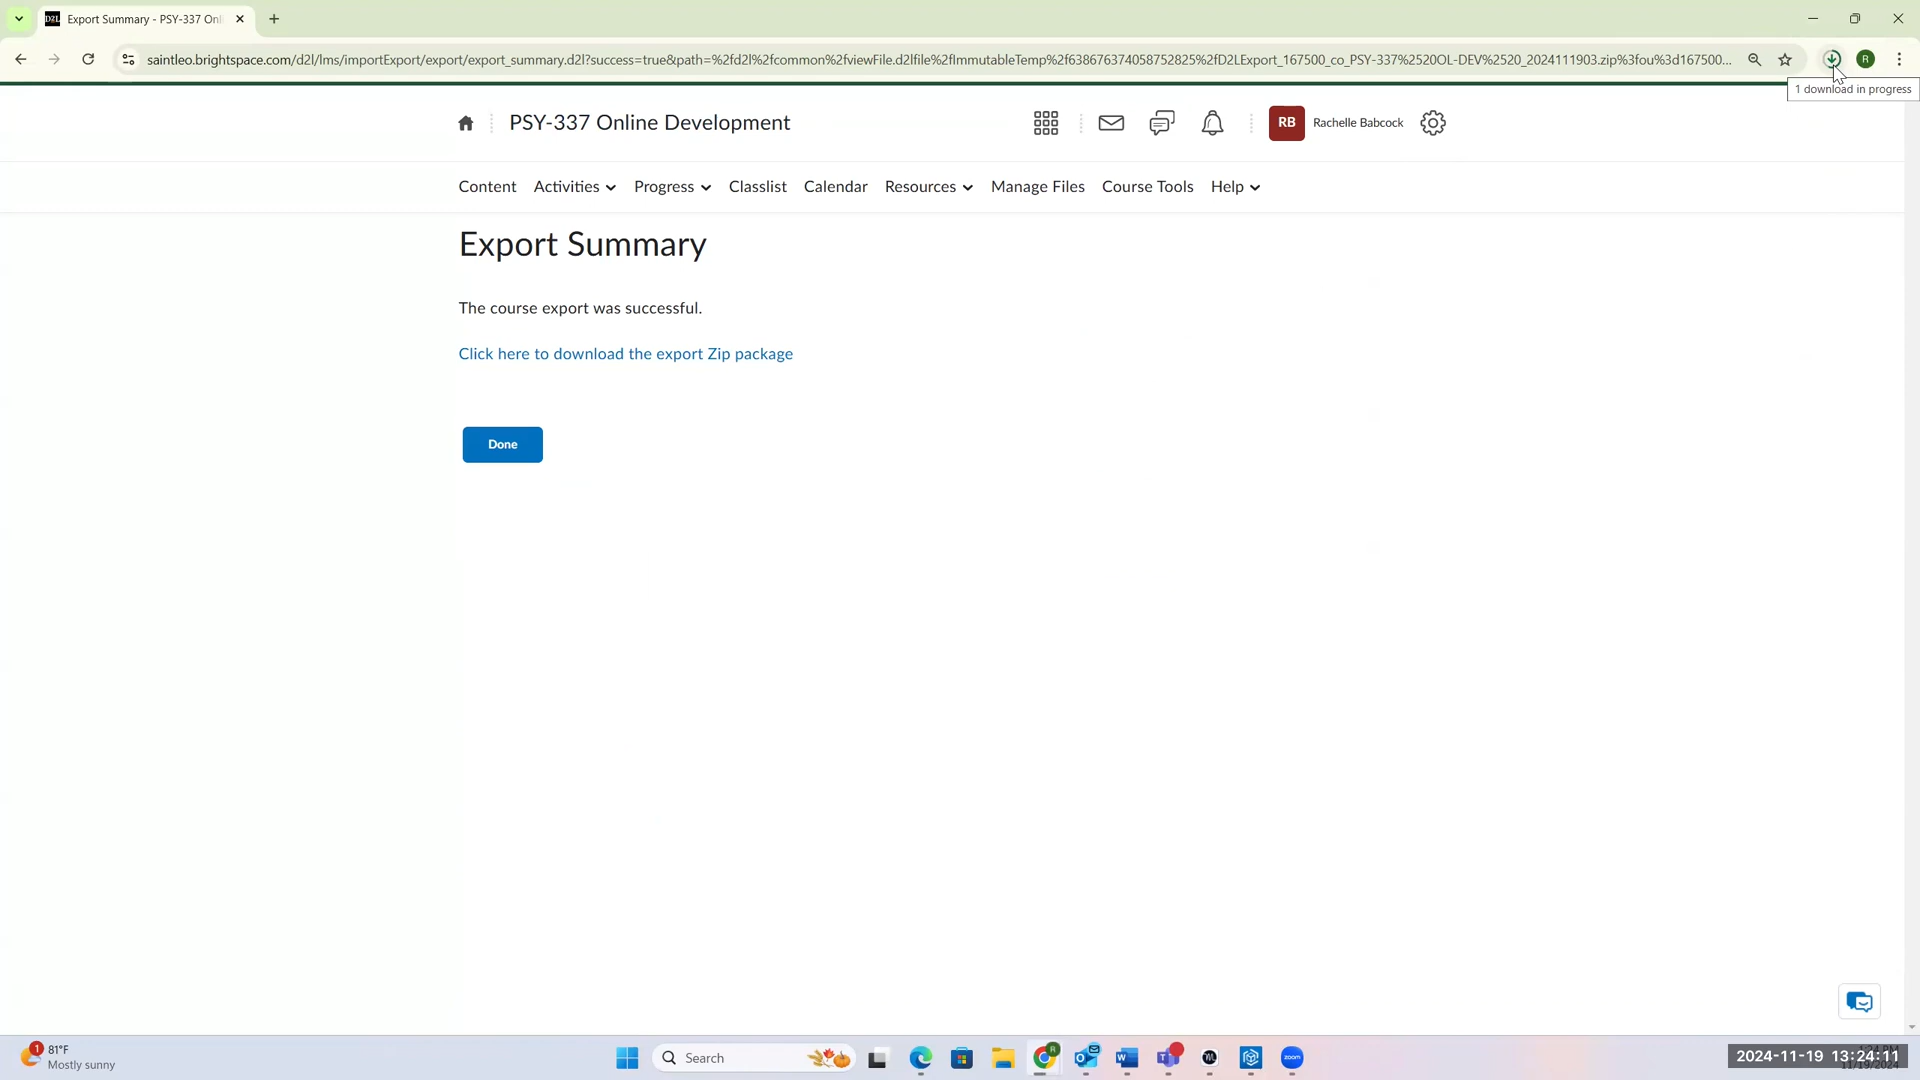 D2L Export Summary - PSY-337 Onl
saintleo.brightspace.com/d2l/lms/importExport/export/export_summary.d2l?success=true&path=%2fd2l%2fcommon%2fviewFile.d2lfile%2fImmutableTemp%2f638676374058752825%2fD2LExport_167500_co_PSY-337%2520OL-DEV%2520_2024111903.zip%3fou%3d167500...
R
1 download in progress
PSY-337 Online Development
RB Rachelle Babcock
Content Activities Progress Classlist Calendar Resources Manage Files Course Tools Help
Export Summary
The course export was successful.
Click here to download the export Zip package
Done
1
81°F
Mostly sunny
Search
R
W
zoom
2024-11-19 13:24:11